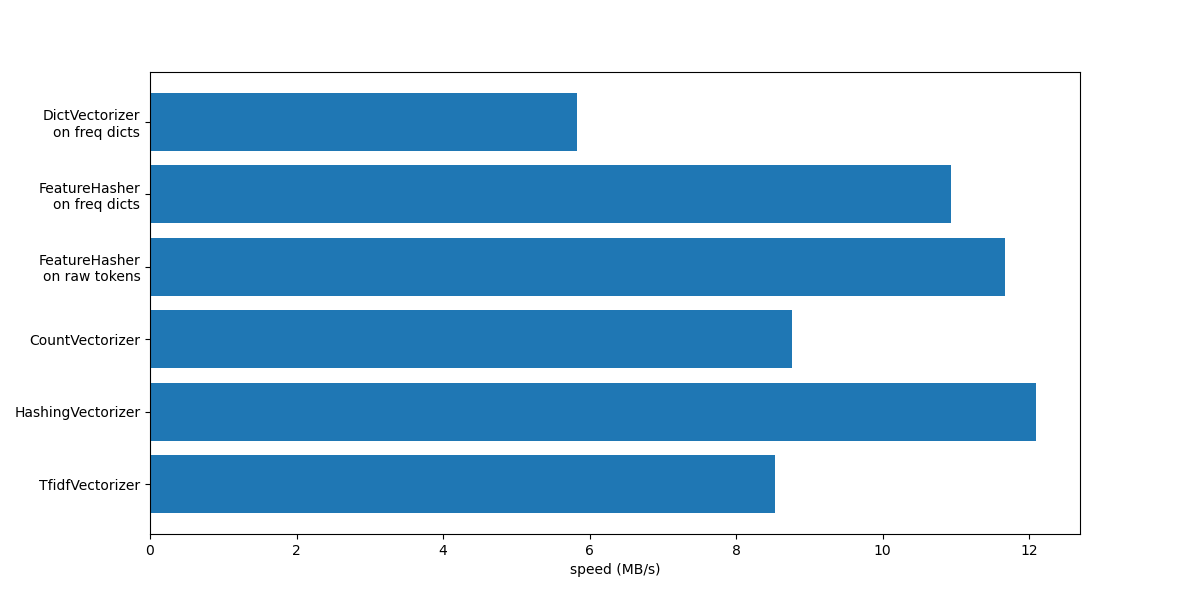 DictVectorizer
on freq dicts
FeatureHasher
on freq dicts
FeatureHasher
on raw tokens
CountVectorizer
HashingVectorizer
TfidfVectorizer
0 2 4 6 8 10 12
speed (MB/s)